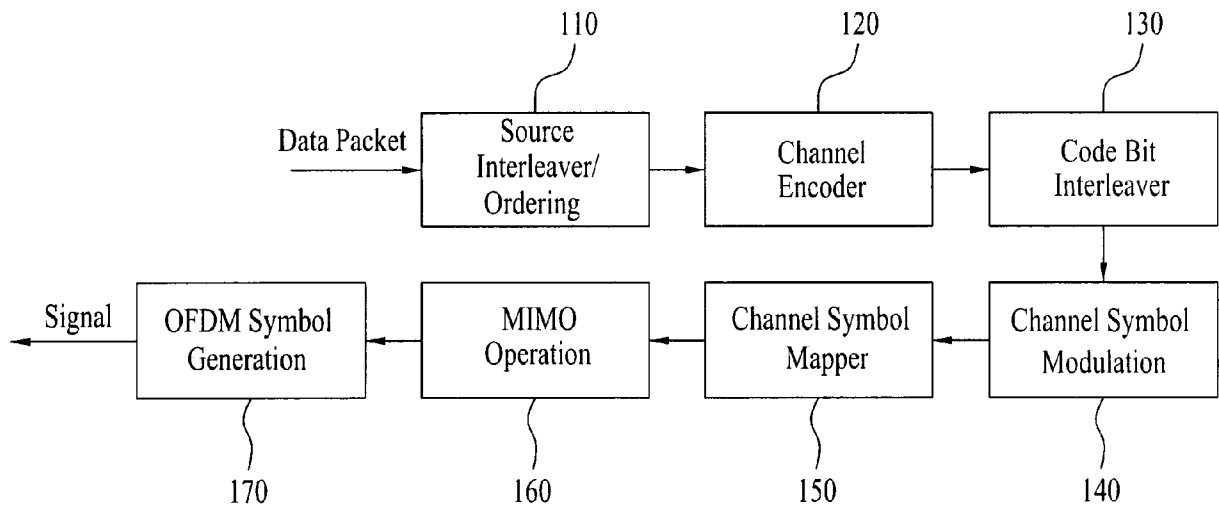 110
120
130
Data Packet
Source
Interleaver/
Ordering
Channel
Encoder
Code Bit
Interleaver
Signal
OFDM Symbol
Generation
MIMO
Operation
Channel Symbol
Mapper
Channel Symbol
Modulation
170
160
150
140